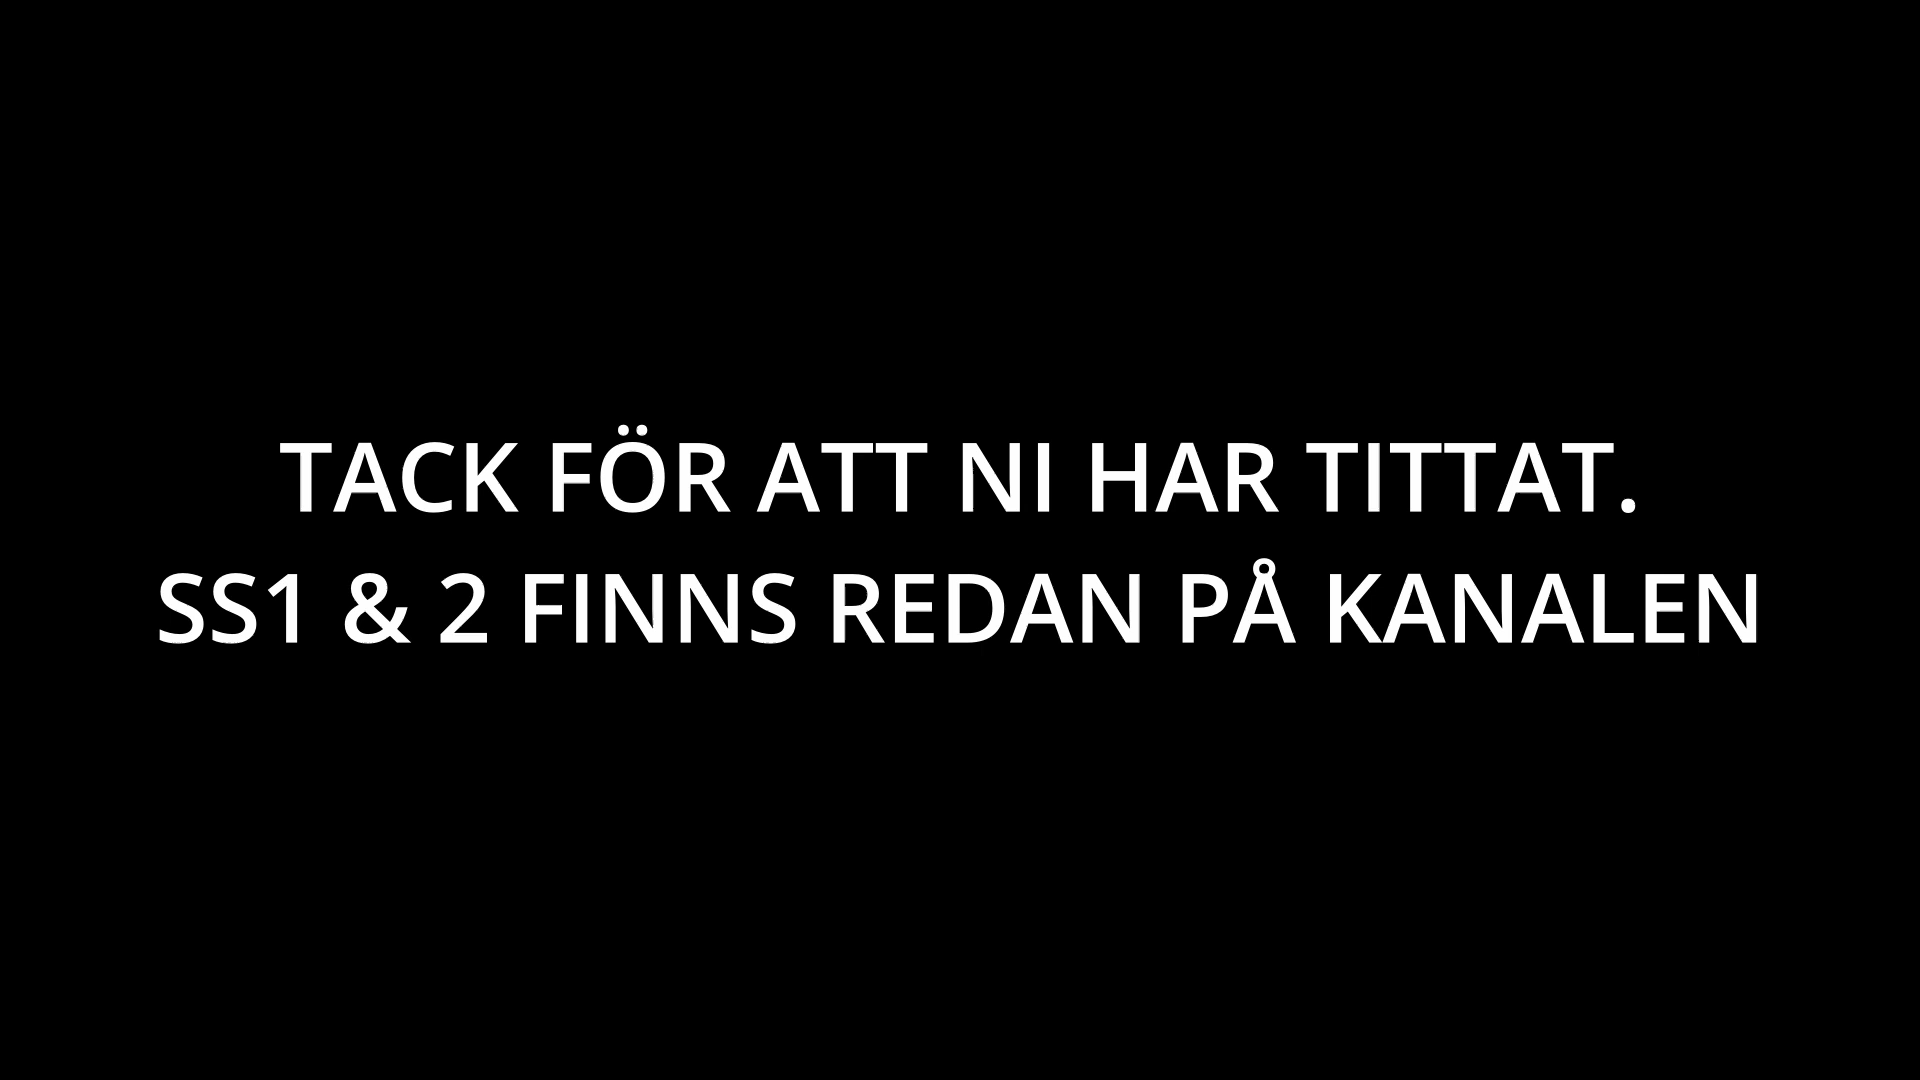 TACK FÖR ATT NI HAR TITTAT.
SS1 & 2 FINNS REDAN PÅ KANALEN